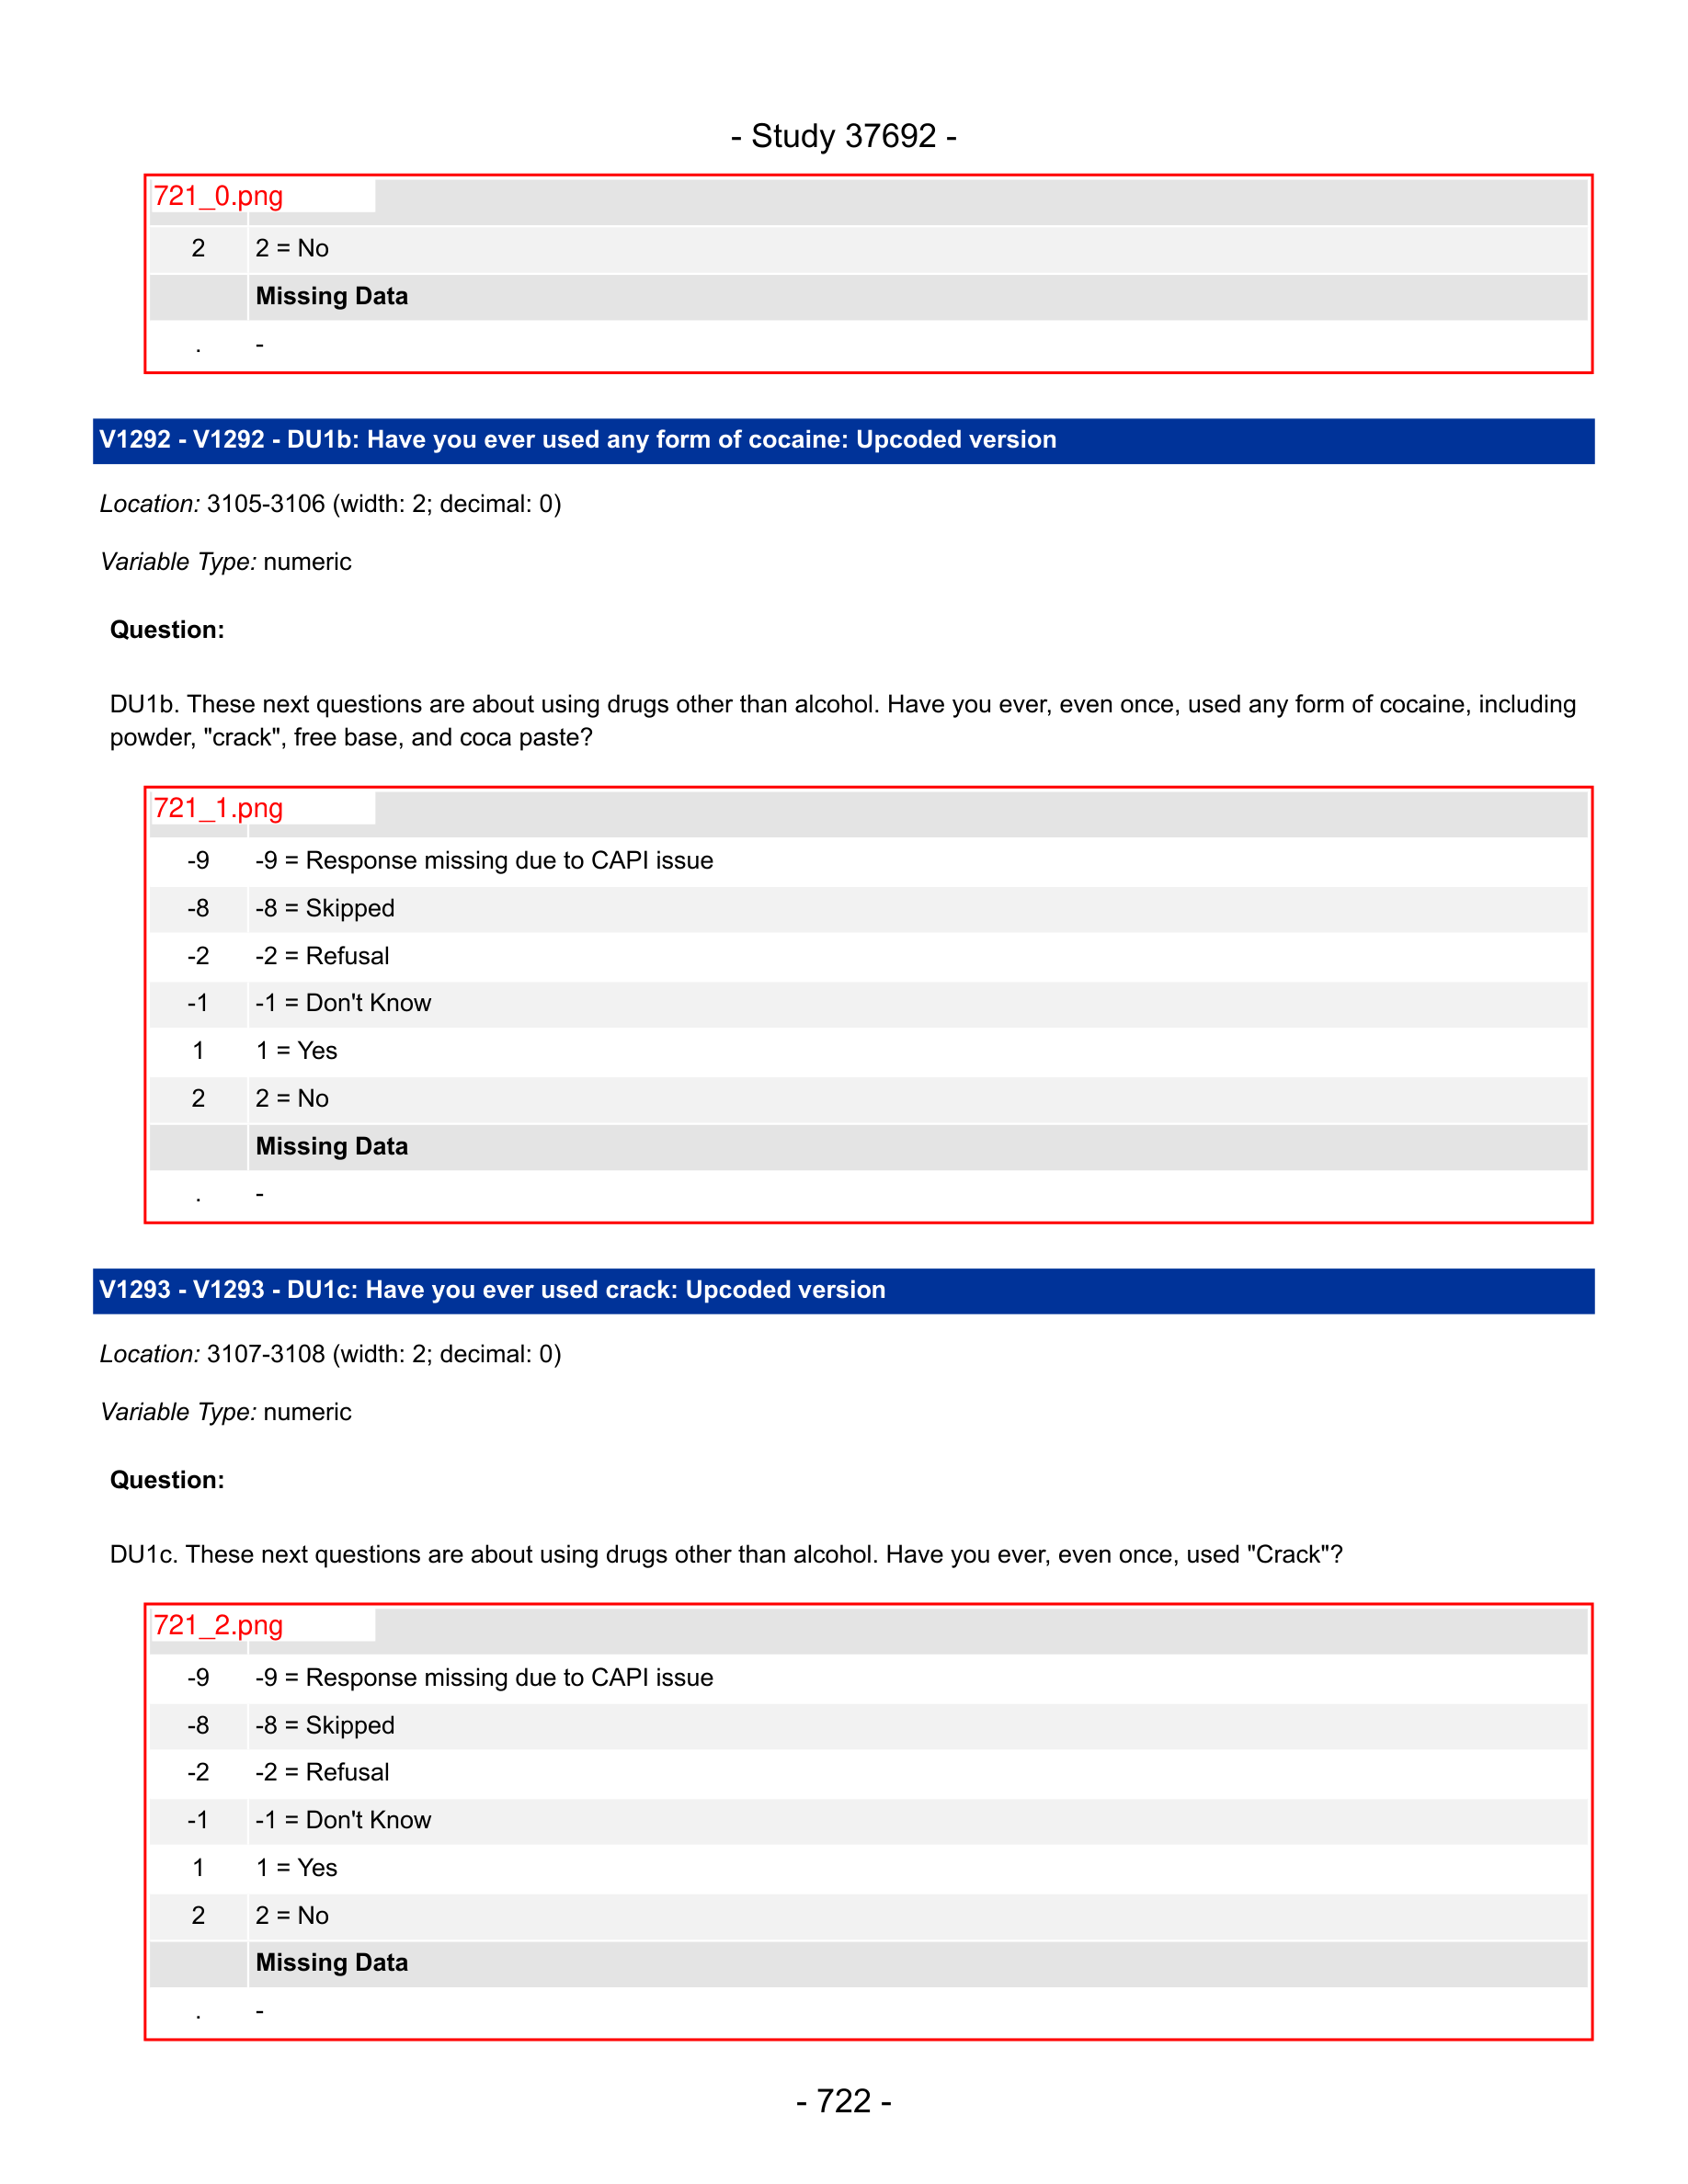 - Study 37692 -
721_0.png
2 2 = No
Missing Data
. -
V1292 - V1292 - DU1b: Have you ever used any form of cocaine: Upcoded version
Location: 3105-3106 (width: 2; decimal: 0)
Variable Type: numeric
Question:
DU1b. These next questions are about using drugs other than alcohol. Have you ever, even once, used any form of cocaine, including
powder, "crack", free base, and coca paste?
721_1.png
-9 -9 = Response missing due to CAPI issue
-8 -8 = Skipped
-2 -2 = Refusal
-1 -1 = Don't Know
1 1 = Yes
2 2 = No
Missing Data
. -
V1293 - V1293 - DU1c: Have you ever used crack: Upcoded version
Location: 3107-3108 (width: 2; decimal: 0)
Variable Type: numeric
Question:
DU1c. These next questions are about using drugs other than alcohol. Have you ever, even once, used "Crack"?
721_2.png
-9 -9 = Response missing due to CAPI issue
-8 -8 = Skipped
-2 -2 = Refusal
-1 -1 = Don't Know
1 1 = Yes
2 2 = No
Missing Data
. -
- 722 -